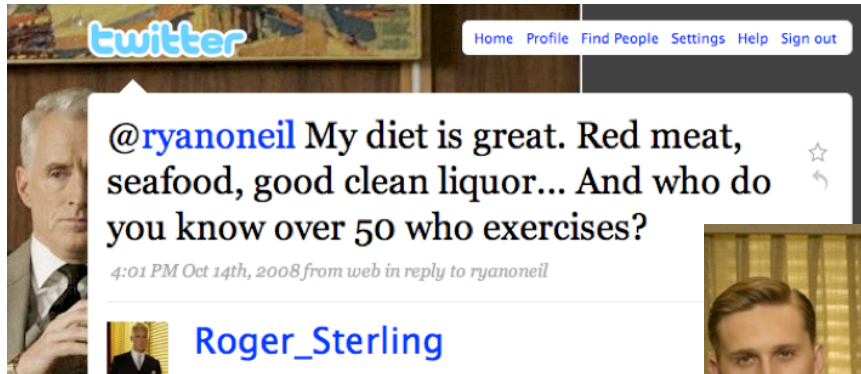 twitter
Home Profile Find People Settings Help Sign out
@ryanoneil My diet is great. Red meat,
seafood, good clean liquor... And who do
you know over 50 who exercises?
4:01 PM Oct 14th, 2008 from web in reply to ryanoneil
Roger_Sterling